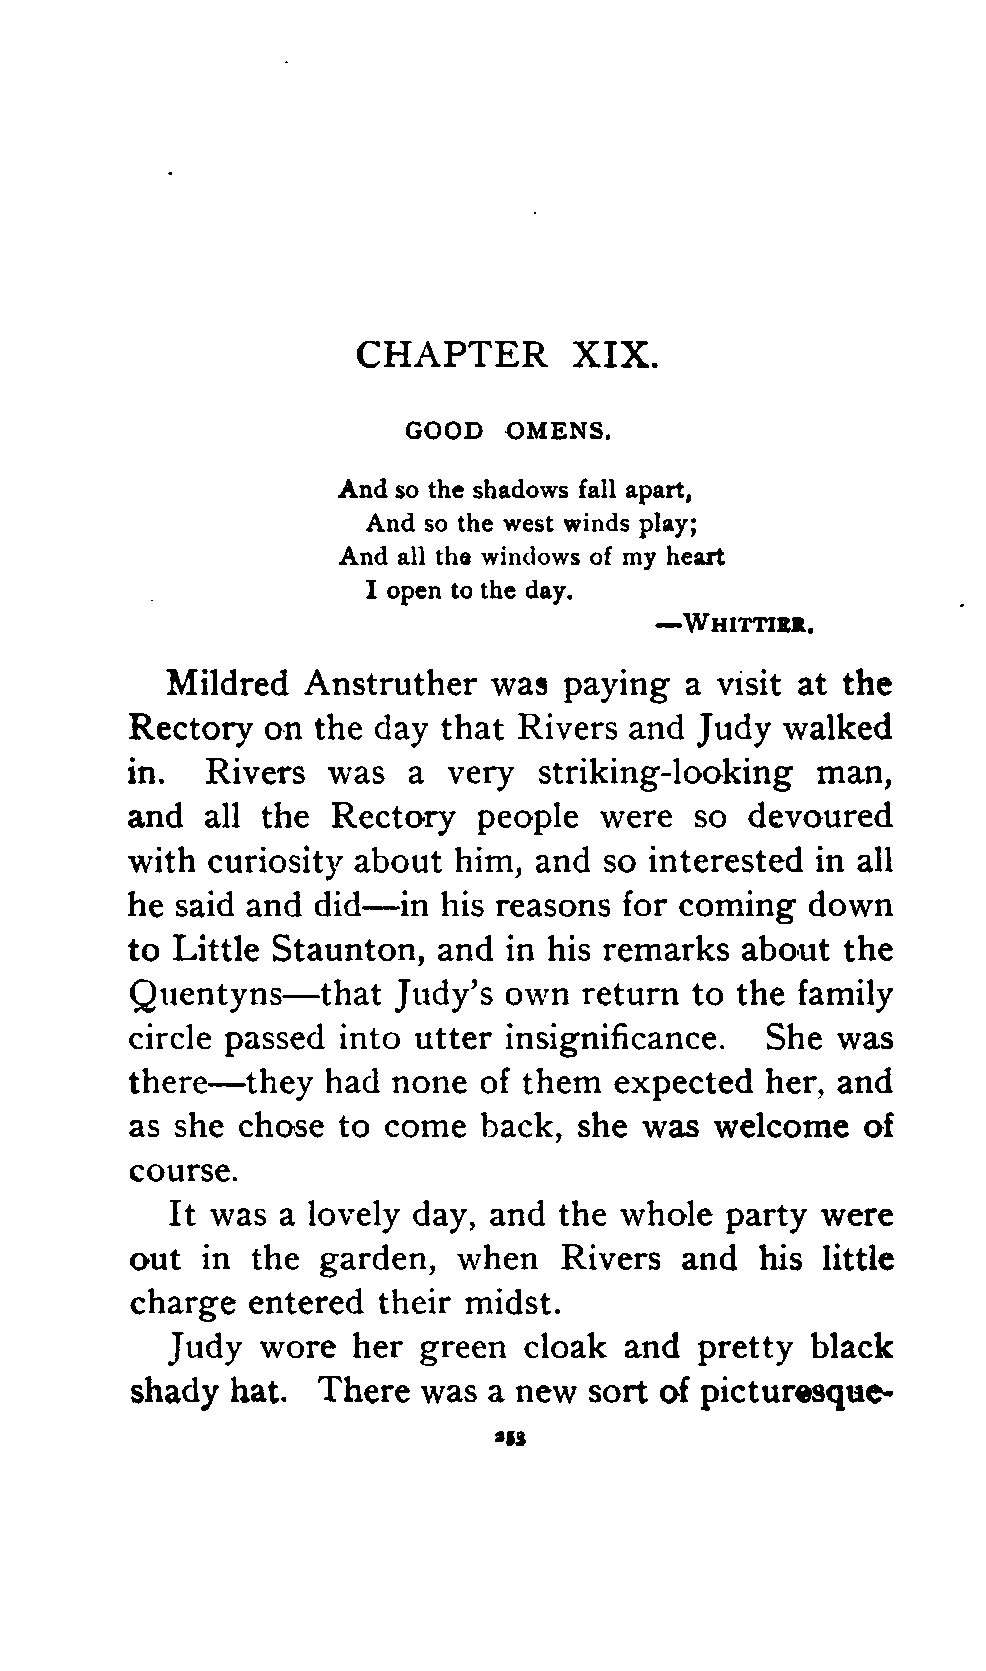 CHAPTER XIX.
GOOD OMENS.
And so the shadows fall apart,
And so the west winds play;
And all the windows of my heart
I open to the day.
—WHITTIER.
Mildred Anstruther was paying a visit at the
Rectory on the day that Rivers and Judy walked
in. Rivers was a very striking-looking man,
and all the Rectory people were so devoured
with curiosity about him, and so interested in all
he said and did—in his reasons for coming down
to Little Staunton, and in his remarks about the
Quentyns—that Judy's own return to the family
circle passed into utter insignificance. She was
there—they had none of them expected her, and
as she chose to come back, she was welcome of
course.
It was a lovely day, and the whole party were
out in the garden, when Rivers and his little
charge entered their midst.
Judy wore her green cloak and pretty black
shady hat. There was a new sort of picturesque-